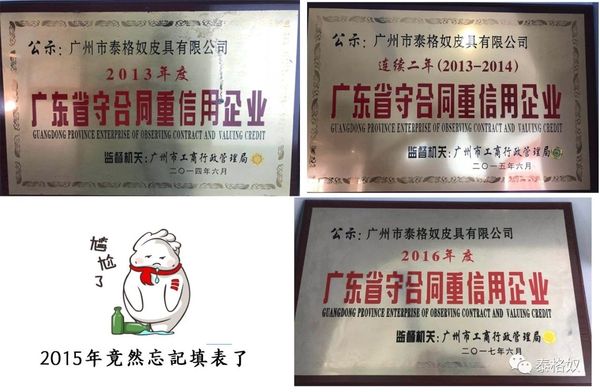 公示：广州市泰格奴皮具有限公司
2013年度
广东省守合同重信用企业
GUANGDONG PROVINCE ENTERPRISE OF OBSERVING CONTRACT AND VALUING CREDIT
监督机关：广州市工商行政管理局
二〇一四年六月
公示：广州市泰格奴皮具有限公司
连续二年(2013-2014)
广东省守合同重信用企业
GUANGDONG PROVINCE ENTERPRISE OF OBSERVING CONTRACT AND VALUING CREDIT
监督机关：广州市工商行政管理局
二〇一五年六月
尴尬了
2015年竟然忘記填表了
公示：广州市泰格奴皮具有限公司
2016年度
广东省守合同重信用企业
GUANGDONG PROVINCE ENTERPRISE OF OBSERVING CONTRACT AND VALUING CREDIT
监督机关：广州市工商行政管理局
二〇一七年六月
泰格奴